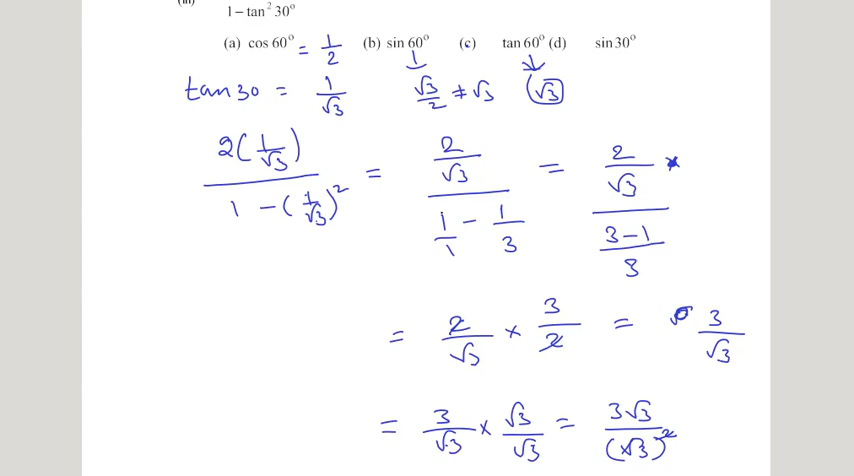 (iii)
1 − tan² 30°
(a) cos 60° = 1/2 (b) sin 60° (c) tan 60° (d) sin 30°
tan 30 = 1/√3 √3/2 ≠ √3 (√3)
2(1/√3) / 1 − (1/√3)² = 2/√3 / 1/1 − 1/3 = 2/√3 / 3−1/3
= 2/√3 × 3/2 = 3/√3
= 3/√3 × √3/√3 = 3√3/(√3)²